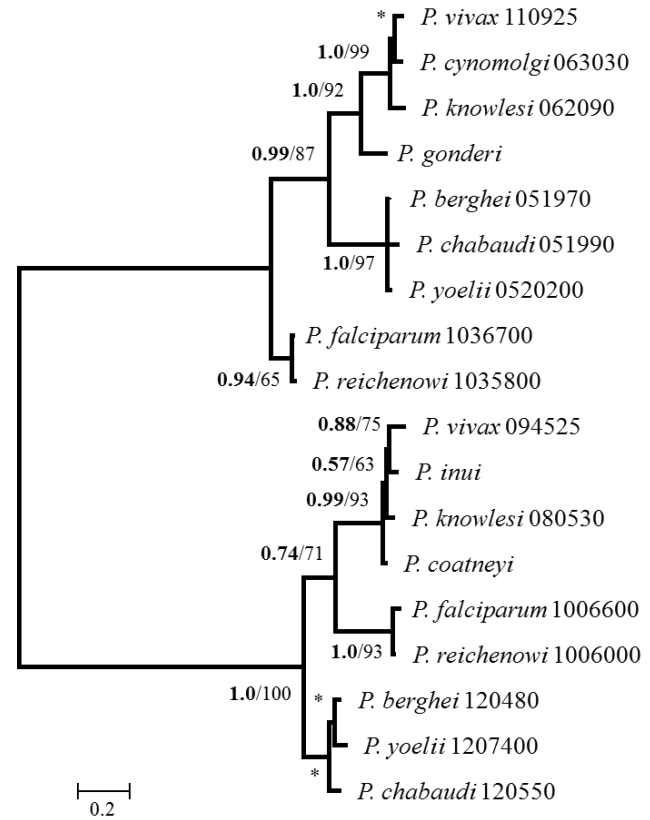 *
P. vivax 110925
1.0/99
P. cynomolgi 063030
1.0/92
P. knowlesi 062090
0.99/87
P. gonderi
P. berghei 051970
P. chabaudi 051990
1.0/97
P. yoelii 0520200
P. falciparum 1036700
0.94/65
P. reichenowi 1035800
0.88/75
P. vivax 094525
0.57/63
P. inui
0.99/93
P. knowlesi 080530
0.74/71
P. coatneyi
P. falciparum 1006600
1.0/93
P. reichenowi 1006000
1.0/100
*
P. berghei 120480
P. yoelii 1207400
*
P. chabaudi 120550
0.2